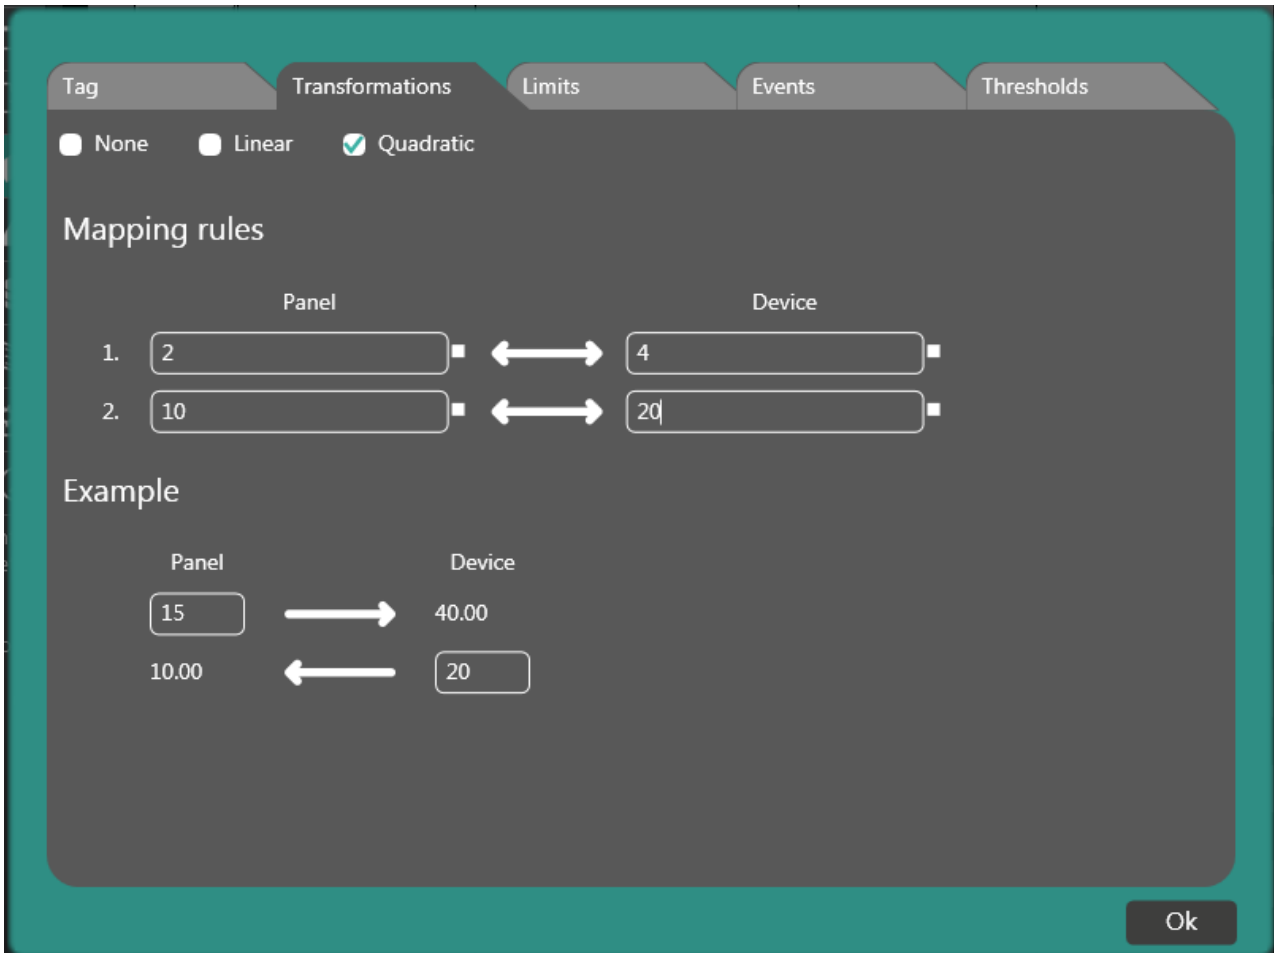 Tag Transformations Limits Events Thresholds
None Linear Quadratic
Mapping rules
Panel Device
1. 2 4
2. 10 20
Example
Panel Device
15 40.00
10.00 20
Ok